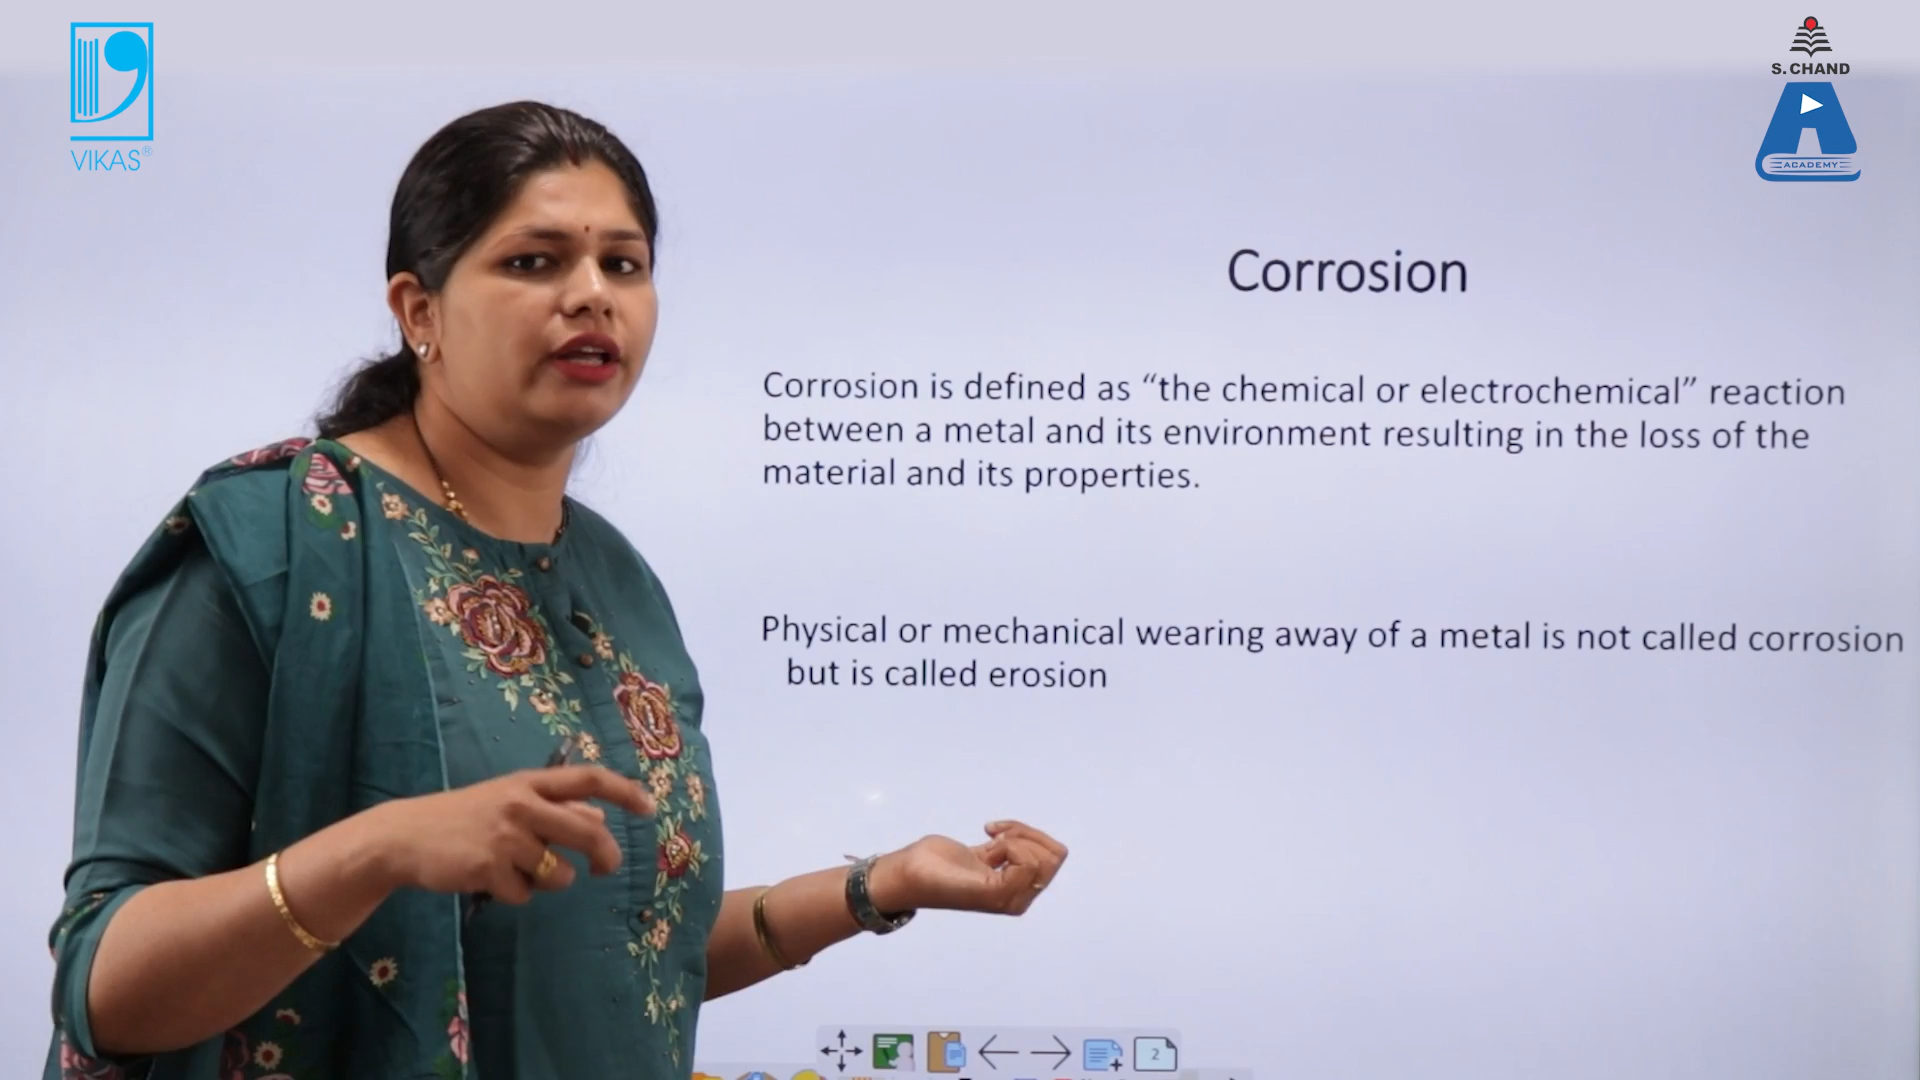 VIKAS®
S. CHAND
ACADEMY
Corrosion
Corrosion is defined as “the chemical or electrochemical” reaction
between a metal and its environment resulting in the loss of the
material and its properties.
Physical or mechanical wearing away of a metal is not called corrosion
but is called erosion
2